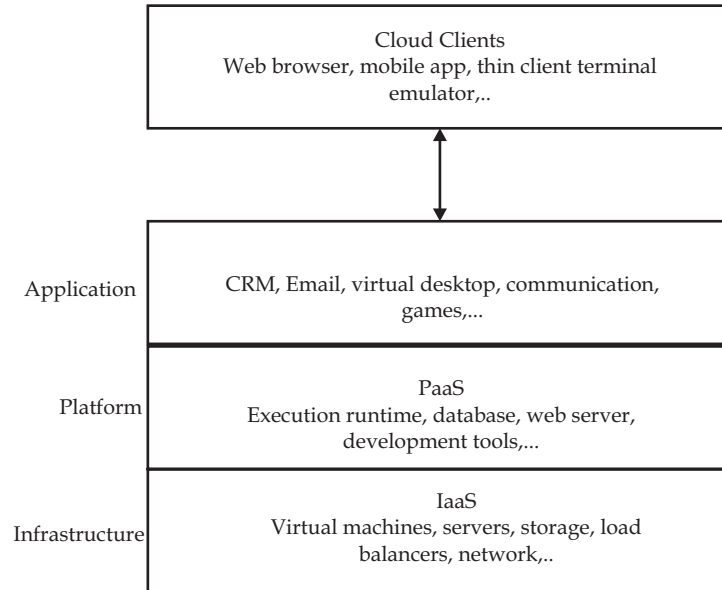 Cloud Clients
Web browser, mobile app, thin client terminal
emulator,..
Application
CRM, Email, virtual desktop, communication,
games,...
Platform
PaaS
Execution runtime, database, web server,
development tools,...
Infrastructure
IaaS
Virtual machines, servers, storage, load
balancers, network,..